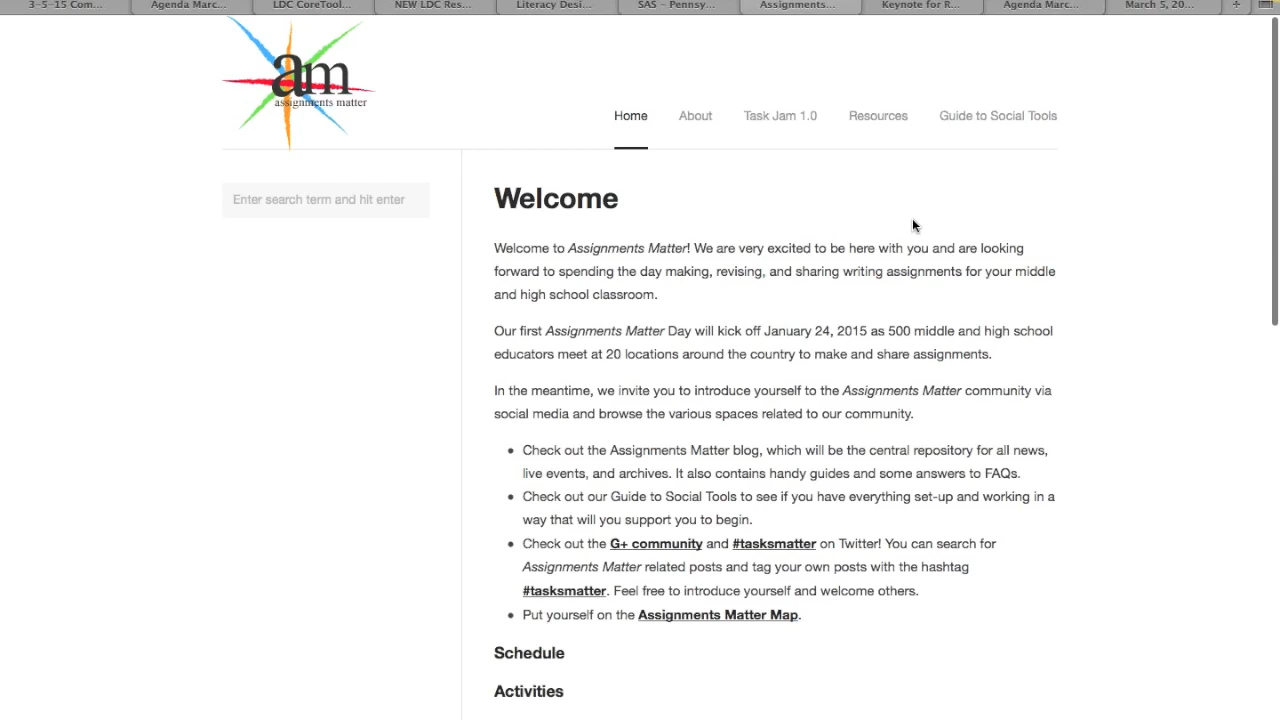 3-5-15 Com... Agenda Marc... LDC CoreTool... NEW LDC Res... Literacy Desi... SAS - Pennsy... Assignments... Keynote for R... Agenda Marc... March 5, 20... +
am
assignments matter
Home About Task Jam 1.0 Resources Guide to Social Tools
Enter search term and hit enter
Welcome
Welcome to Assignments Matter! We are very excited to be here with you and are looking
forward to spending the day making, revising, and sharing writing assignments for your middle
and high school classroom.
Our first Assignments Matter Day will kick off January 24, 2015 as 500 middle and high school
educators meet at 20 locations around the country to make and share assignments.
In the meantime, we invite you to introduce yourself to the Assignments Matter community via
social media and browse the various spaces related to our community.
• Check out the Assignments Matter blog, which will be the central repository for all news,
live events, and archives. It also contains handy guides and some answers to FAQs.
• Check out our Guide to Social Tools to see if you have everything set-up and working in a
way that will you support you to begin.
• Check out the G+ community and #tasksmatter on Twitter! You can search for
Assignments Matter related posts and tag your own posts with the hashtag
#tasksmatter. Feel free to introduce yourself and welcome others.
• Put yourself on the Assignments Matter Map.
Schedule
Activities